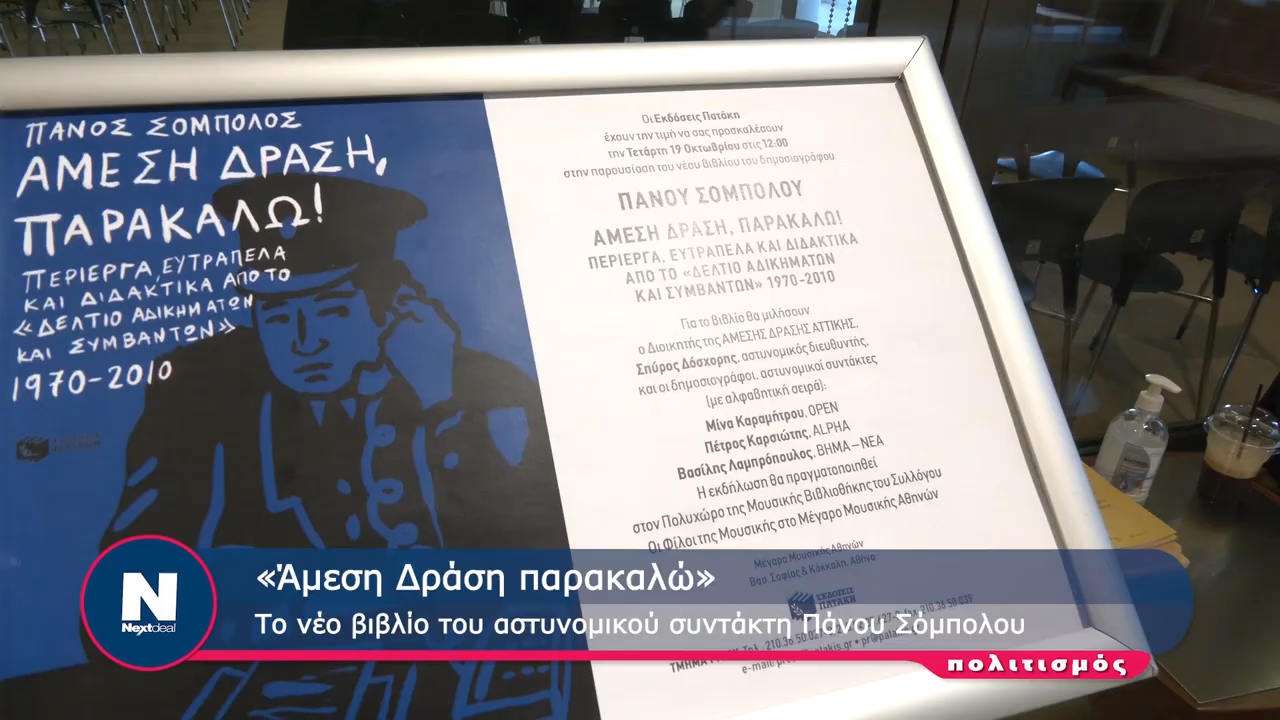 ΠΑΝΟΣ ΣΟΜΠΟΛΟΣ
ΑΜΕΣΗ ΔΡΑΣΗ,
ΠΑΡΑΚΑΛΩ!
ΠΕΡΙΕΡΓΑ, ΕΥΤΡΑΠΕΛΑ
ΚΑΙ ΔΙΔΑΚΤΙΚΑ ΑΠΟ ΤΟ
«ΔΕΛΤΙΟ ΑΔΙΚΗΜΑΤΩΝ
ΚΑΙ ΣΥΜΒΑΝΤΩΝ»
1970-2010
Οι Εκδόσεις Πατάκη
έχουν την τιμή να σας προσκαλέσουν
την Τετάρτη 19 Οκτωβρίου στις 12:00
στην παρουσίαση του νέου βιβλίου του δημοσιογράφου
ΠΑΝΟΥ ΣΟΜΠΟΛΟΥ
ΑΜΕΣΗ ΔΡΑΣΗ, ΠΑΡΑΚΑΛΩ!
ΠΕΡΙΕΡΓΑ, ΕΥΤΡΑΠΕΛΑ ΚΑΙ ΔΙΔΑΚΤΙΚΑ
ΑΠΟ ΤΟ «ΔΕΛΤΙΟ ΑΔΙΚΗΜΑΤΩΝ
ΚΑΙ ΣΥΜΒΑΝΤΩΝ» 1970-2010
Για το βιβλίο θα μιλήσουν
ο Διοικητής της ΑΜΕΣΗΣ ΔΡΑΣΗΣ ΑΤΤΙΚΗΣ,
Σπύρος Δόσχορης, αστυνομικός διευθυντής,
και οι δημοσιογράφοι, αστυνομικοί συντάκτες
(με αλφαβητική σειρά):
Μίνα Καραμήτρου, OPEN
Πέτρος Καρσιώτης, ALPHA
Βασίλης Λαμπρόπουλος, ΒΗΜΑ – ΝΕΑ
Η εκδήλωση θα πραγματοποιηθεί
στον Πολυχώρο της Μουσικής Βιβλιοθήκης του Συλλόγου
Οι Φίλοι της Μουσικής στο Μέγαρο Μουσικής Αθηνών
Μέγαρο Μουσικής Αθηνών
Βασ. Σοφίας & Κόκκαλη, Αθήνα
ΕΚΔΟΣΕΙΣ
ΠΑΤΑΚΗ
210.36.50.039
e-mail:
N
Nextdeal
«Άμεση Δράση παρακαλώ»
Το νέο βιβλίο του αστυνομικού συντάκτη Πάνου Σόμπολου
πολιτισμός